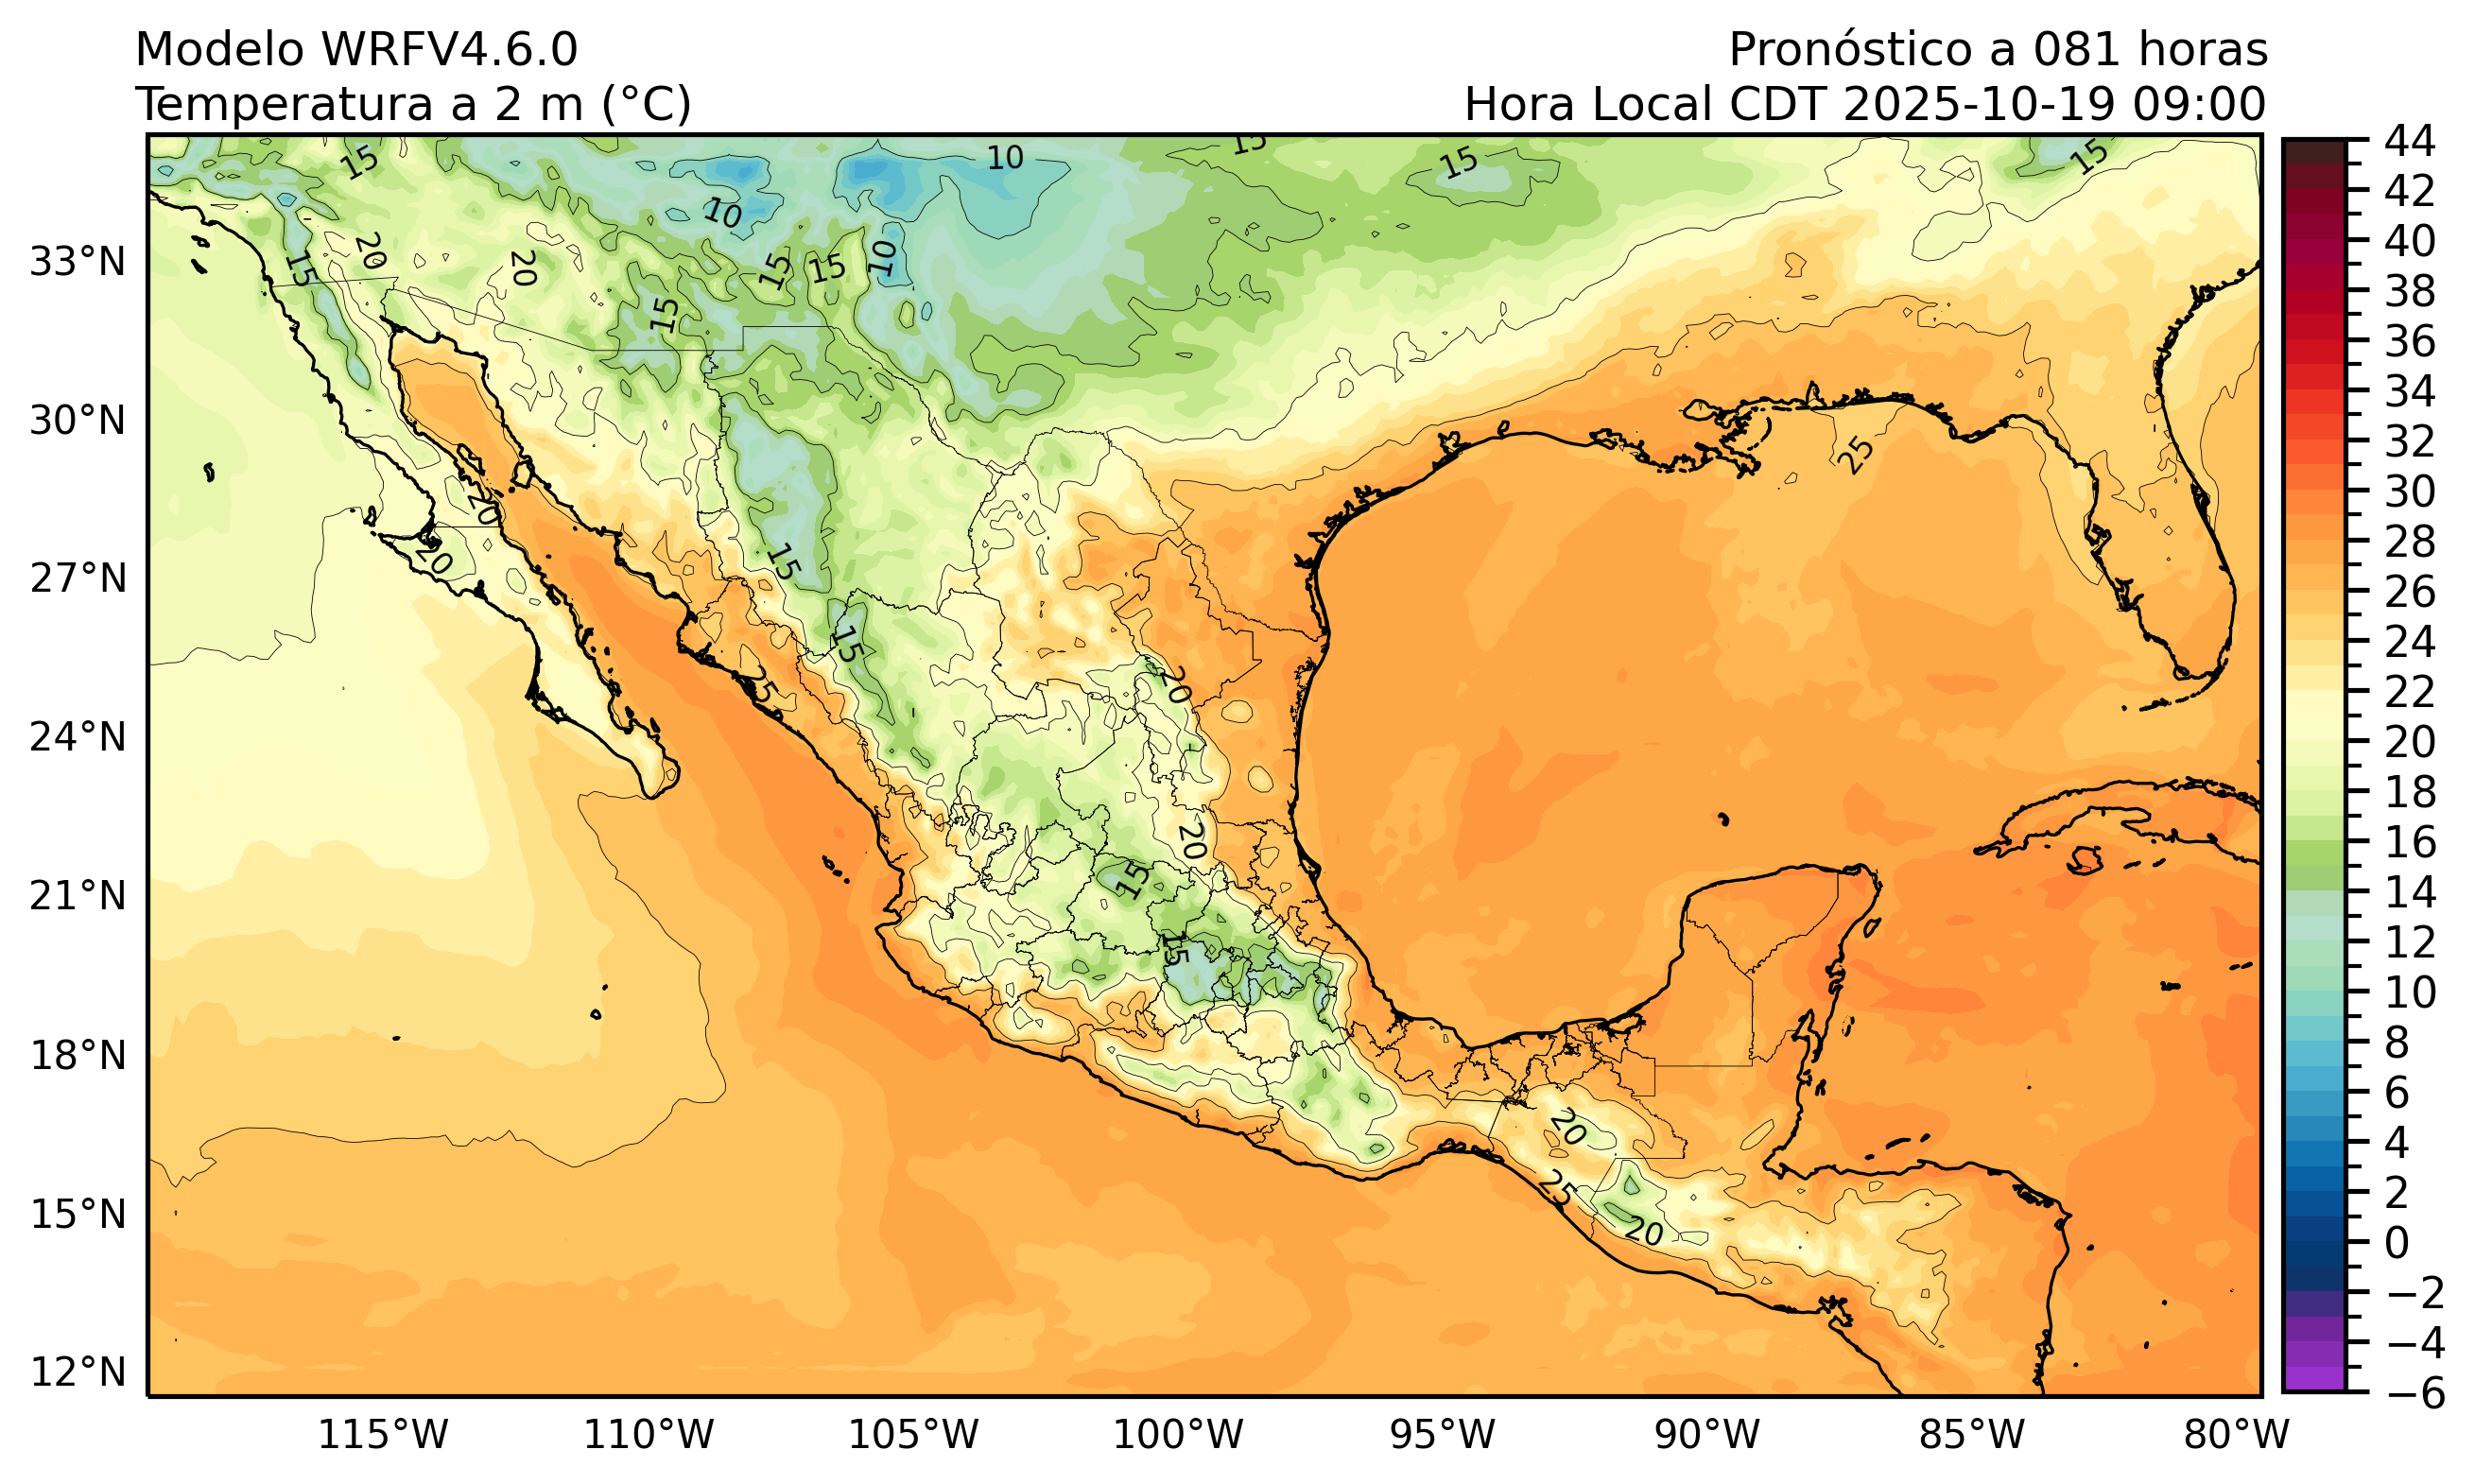 Modelo WRFV4.6.0
Pronóstico a 081 horas
Temperatura a 2 m (°C)
Hora Local CDT 2025-10-19 09:00
15
10
15
15
15
10
20
20
15
10
15
15
15
25
20
20
15
15
25
20
20
15
15
20
25
20
33°N
30°N
27°N
24°N
21°N
18°N
15°N
12°N
115°W
110°W
105°W
100°W
95°W
90°W
85°W
80°W
44
42
40
38
36
34
32
30
28
26
24
22
20
18
16
14
12
10
8
6
4
2
0
−2
−4
−6